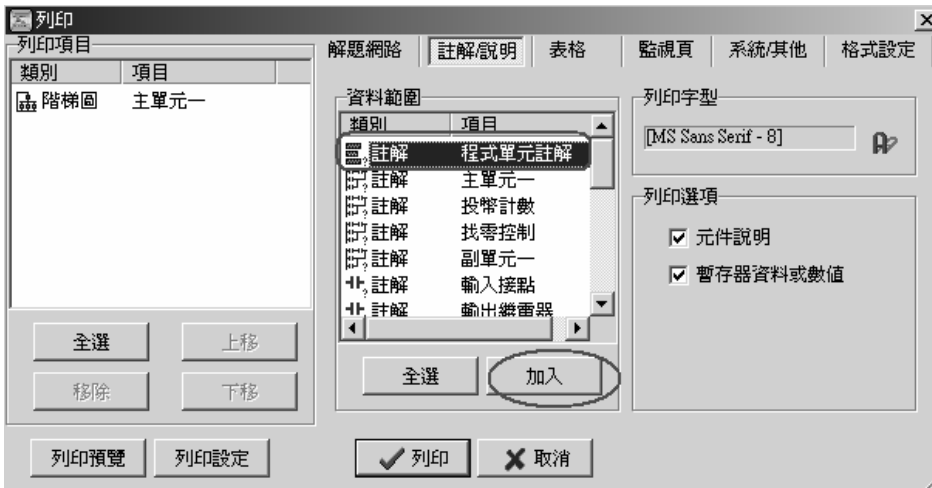 列印
列印項目
類別 項目
階梯圖 主單元一
全選 上移
移除 下移
列印預覽 列印設定
解題網路 註解/說明 表格 監視頁 系統/其他 格式設定
資料範圍
類別 項目
註解 程式單元註解
註解 主單元一
註解 投幣計數
註解 找零控制
註解 副單元一
註解 輸入接點
註解 輸出繼電器
全選 加入
列印字型
[MS Sans Serif - 8]
列印選項
元件說明
暫存器資料或數值
列印 取消